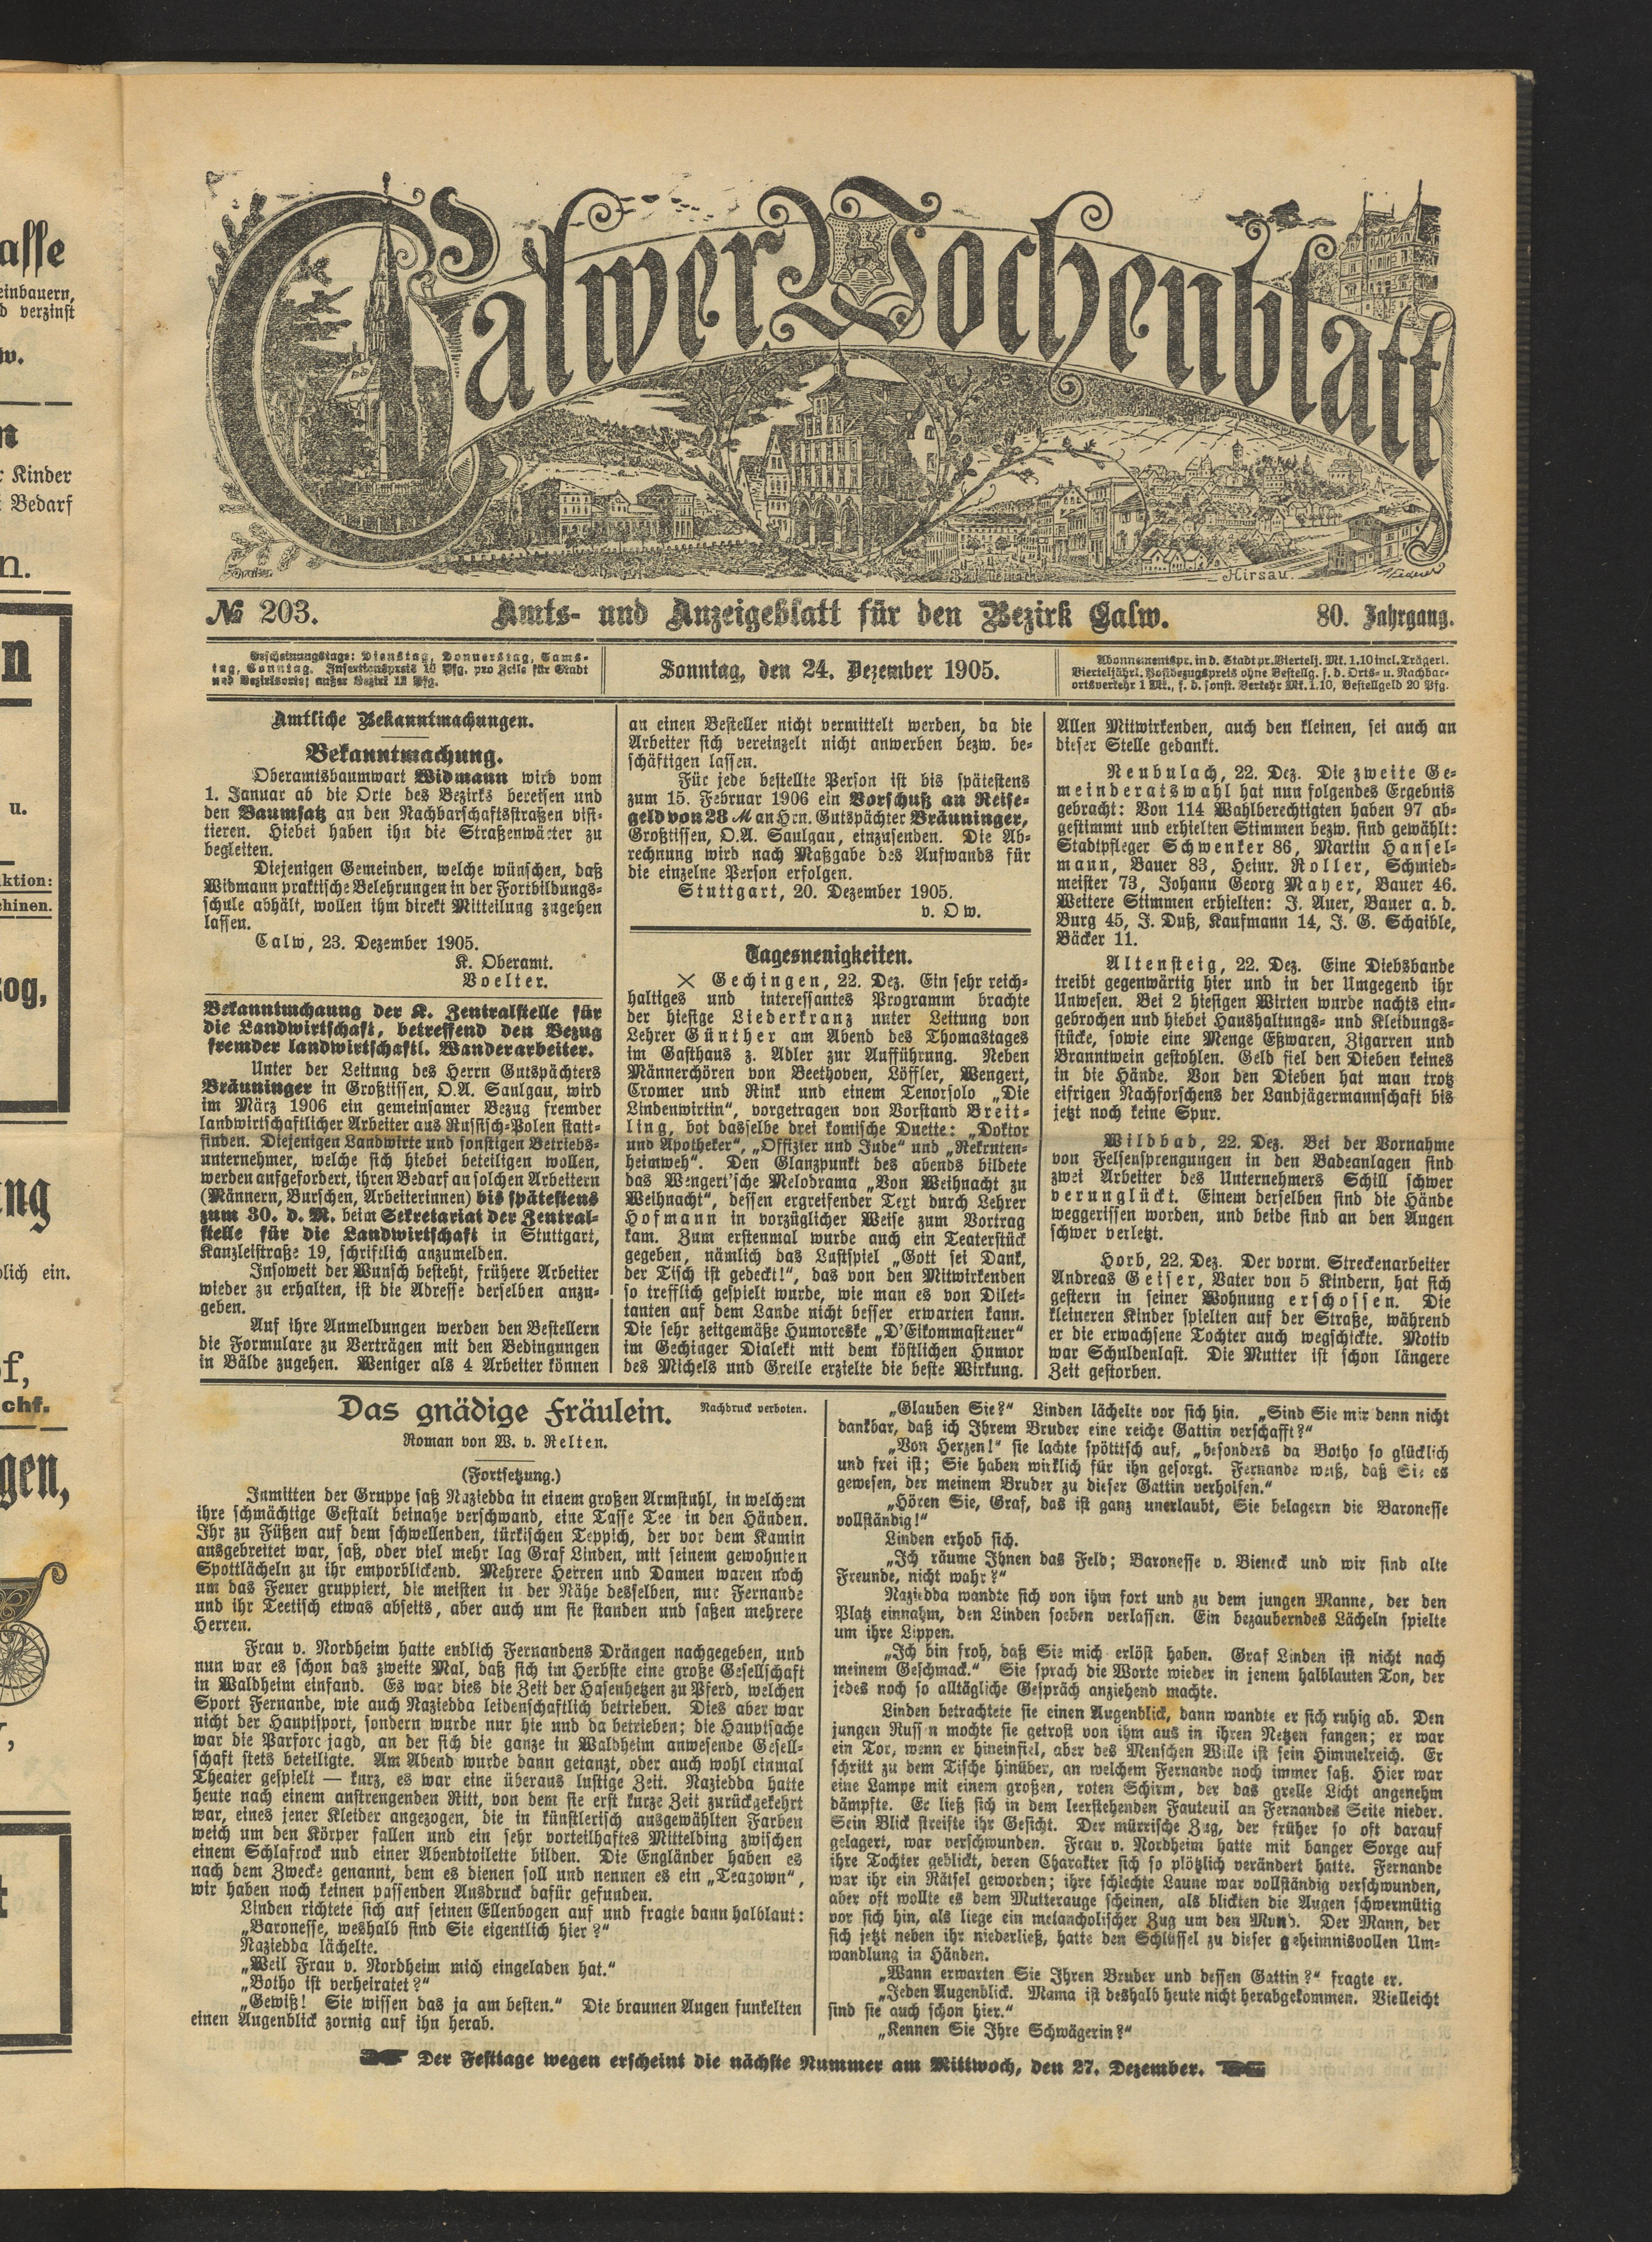 Calwer Wochenblatt
Hirsau.
№ 203.
Amts- und Anzeigeblatt für den Bezirk Calw.
80. Jahrgang.
Erscheinungstage: Dienstag, Donnerstag, Sams-
tag, Sonntag. Insertionspreis 10 Pfg. pro Zeile für Stadt
und Bezirksorte; außer Bezirk 12 Pfg.
Sonntag, den 24. Dezember 1905.
Abonnementspr. in d. Stadt pr. Viertelj. Mk. 1.10 incl. Trägerl.
Vierteljährl. Postbezugspreis ohne Bestellg. f. d. Orts- u. Nachbar-
ortsverkehr 1 Mk., f. d. sonst. Verkehr Mk. 1.10, Bestellgeld 20 Pfg.
Amtliche Bekanntmachungen.
Bekanntmachung.
Oberamtsbaumwart Widmann wird vom
1. Januar ab die Orte des Bezirks bereisen und
den Baumsatz an den Nachbarschaftsstraßen visi-
tieren. Hiebei haben ihn die Straßenwärter zu
begleiten.
Diejenigen Gemeinden, welche wünschen, daß
Widmann praktische Belehrungen in der Fortbildungs-
schule abhält, wollen ihm direkt Mitteilung zugehen
lassen.
Calw, 23. Dezember 1905.
K. Oberamt.
Voelter.
Bekanntmchaung der K. Zentralstelle für
die Landwirtschaft, betreffend den Bezug
fremder landwirtschaftl. Wanderarbeiter.
Unter der Leitung des Herrn Gutspächters
Bräuninger in Großtissen, O.A. Saulgau, wird
im März 1906 ein gemeinsamer Bezug fremder
landwirtschaftlicher Arbeiter aus Russisch-Polen statt-
finden. Diejenigen Landwirte und sonstigen Betriebs-
unternehmer, welche sich hiebei beteiligen wollen,
werden aufgefordert, ihren Bedarf an solchen Arbeitern
(Männern, Burschen, Arbeiterinnen) bis spätestens
zum 30. d. M. beim Sekretariat der Zentral-
stelle für die Landwirtschaft in Stuttgart,
Kanzleistraße 19, schriftlich anzumelden.
Insoweit der Wunsch besteht, frühere Arbeiter
wieder zu erhalten, ist die Adresse derselben anzu-
geben.
Auf ihre Anmeldungen werden den Bestellern
die Formulare zu Verträgen mit den Bedingungen
in Bälde zugehen. Weniger als 4 Arbeiter können
an einen Besteller nicht vermittelt werden, da die
Arbeiter sich vereinzelt nicht anwerben bezw. be-
schäftigen lassen.
Für jede bestellte Person ist bis spätestens
zum 15. Februar 1906 ein Vorschuß an Reise-
geld von 28 M an Hrn. Gutspächter Bräuninger,
Großtissen, O.A. Saulgau, einzusenden. Die Ab-
rechnung wird nach Maßgabe des Aufwands für
die einzelne Person erfolgen.
Stuttgart, 20. Dezember 1905.
v. Ow.
Tagesneuigkeiten.
× Gechingen, 22. Dez. Ein sehr reich-
haltiges und interessantes Programm brachte
der hiesige Liederkranz unter Leitung von
Lehrer Günther am Abend des Thomastages
im Gasthaus z. Adler zur Aufführung. Neben
Männerchören von Beethoven, Löffler, Wengert,
Cromer und Rink und einem Tenorsolo „Die
Lindenwirtin“, vorgetragen von Vorstand Breit-
ling, bot dasselbe drei komische Duette: „Doktor
und Apotheker“, „Offizier und Jude“ und „Rekruten-
heimweh“. Den Glanzpunkt des abends bildete
das Wengert'sche Melodrama „Von Weihnacht zu
Weihnacht“, dessen ergreifender Text durch Lehrer
Hofmann in vorzüglicher Weise zum Vortrag
kam. Zum erstenmal wurde auch ein Teaterstück
gegeben, nämlich das Lustspiel „Gott sei Dank,
der Tisch ist gedeckt!“, das von den Mitwirkenden
so trefflich gespielt wurde, wie man es von Dilet-
tanten auf dem Lande nicht besser erwarten kann.
Die sehr zeitgemäße Humoreske „D'Eikommasteuer“
im Gechinger Dialekt mit dem köstlichen Humor
des Michels und Gretle erzielte die beste Wirkung.
Allen Mitwirkenden, auch den kleinen, sei auch an
dieser Stelle gedankt.
Neubulach, 22. Dez. Die zweite Ge-
meinderatswahl hat nun folgendes Ergebnis
gebracht: Von 114 Wahlberechtigten haben 97 ab-
gestimmt und erhielten Stimmen bezw. sind gewählt:
Stadtpfleger Schwenker 86, Martin Hansel-
mann, Bauer 83, Heinr. Roller, Schmied-
meister 73, Johann Georg Mayer, Bauer 46.
Weitere Stimmen erhielten: J. Auer, Bauer a. d.
Burg 45, J. Duß, Kaufmann 14, J. G. Schaible,
Bäcker 11.
Altensteig, 22. Dez. Eine Diebsbande
treibt gegenwärtig hier und in der Umgegend ihr
Unwesen. Bei 2 hiesigen Wirten wurde nachts ein-
gebrochen und hiebei Haushaltungs- und Kleidungs-
stücke, sowie eine Menge Eßwaren, Zigarren und
Branntwein gestohlen. Geld fiel den Dieben keines
in die Hände. Von den Dieben hat man trotz
eifrigen Nachforschens der Landjägermannschaft bis
jetzt noch keine Spur.
Wildbad, 22. Dez. Bei der Vornahme
von Felsensprengungen in den Badeanlagen sind
zwei Arbeiter des Unternehmers Schill schwer
verunglückt. Einem derselben sind die Hände
weggerissen worden, und beide sind an den Augen
schwer verletzt.
Horb, 22. Dez. Der vorm. Streckenarbeiter
Andreas Geiser, Vater von 5 Kindern, hat sich
gestern in seiner Wohnung erschossen. Die
kleineren Kinder spielten auf der Straße, während
er die erwachsene Tochter auch wegschickte. Motiv
war Schuldenlast. Die Mutter ist schon längere
Zeit gestorben.
Das gnädige Fräulein.
Nachdruck verboten.
Roman von W. v. Relten.
(Fortsetzung.)
Inmitten der Gruppe saß Naziedda in einem großen Armstuhl, in welchem
ihre schmächtige Gestalt beinahe verschwand, eine Tasse Tee in den Händen.
Ihr zu Füßen auf dem schwellenden, türkischen Teppich, der vor dem Kamin
ausgebreitet war, saß, oder viel mehr lag Graf Linden, mit seinem gewohnten
Spottlächeln zu ihr emporblickend. Mehrere Herren und Damen waren noch
um das Feuer gruppiert, die meisten in der Nähe desselben, nur Fernande
und ihr Teetisch etwas abseits, aber auch um sie standen und saßen mehrere
Herren.
Frau v. Nordheim hatte endlich Fernandens Drängen nachgegeben, und
nun war es schon das zweite Mal, daß sich im Herbste eine große Gesellschaft
in Waldheim einfand. Es war dies die Zeit der Hasenhetzen zu Pferd, welchen
Sport Fernande, wie auch Naziedda leidenschaftlich betrieben. Dies aber war
nicht der Hauptsport, sondern wurde nur hie und da betrieben; die Hauptsache
war die Parforcejagd, an der sich die ganze in Waldheim anwesende Gesell-
schaft stets beteiligte. Am Abend wurde dann getanzt, oder auch wohl einmal
Theater gespielt — kurz, es war eine überaus lustige Zeit. Naziedda hatte
heute nach einem anstrengenden Ritt, von dem sie erst kurze Zeit zurückgekehrt
war, eines jener Kleider angezogen, die in künstlerisch ausgewählten Farben
weich um den Körper fallen und ein sehr vorteilhaftes Mittelding zwischen
einem Schlafrock und einer Abendtoilette bilden. Die Engländer haben es
nach dem Zwecke genannt, dem es dienen soll und nennen es ein „Teagown“,
wir haben noch keinen passenden Ausdruck dafür gefunden.
Linden richtete sich auf seinen Ellenbogen auf und fragte dann halblaut:
„Baronesse, weshalb sind Sie eigentlich hier?“
Naziedda lächelte.
„Weil Frau v. Nordheim mich eingeladen hat.“
„Botho ist verheiratet?“
„Gewiß! Sie wissen das ja am besten.“ Die braunen Augen funkelten
einen Augenblick zornig auf ihn herab.
„Glauben Sie?“ Linden lächelte vor sich hin. „Sind Sie mir denn nicht
dankbar, daß ich Ihrem Bruder eine reiche Gattin verschafft?“
„Von Herzen!“ sie lachte spöttisch auf, „besonders da Botho so glücklich
und frei ist; Sie haben wirklich für ihn gesorgt. Fernande weiß, daß Sie es
gewesen, der meinem Bruder zu dieser Gattin verholfen.“
„Hören Sie, Graf, das ist ganz unerlaubt, Sie belagern die Baronesse
vollständig!“
Linden erhob sich.
„Ich räume Ihnen das Feld; Baronesse v. Bieneck und wir sind alte
Freunde, nicht wahr?“
Naziedda wandte sich von ihm fort und zu dem jungen Manne, der den
Platz einnahm, den Linden soeben verlassen. Ein bezauberndes Lächeln spielte
um ihre Lippen.
„Ich bin froh, daß Sie mich erlöst haben. Graf Linden ist nicht nach
meinem Geschmack.“ Sie sprach die Worte wieder in jenem halblauten Ton, der
jedes noch so alltägliche Gespräch anziehend machte.
Linden betrachtete sie einen Augenblick, dann wandte er sich ruhig ab. Den
jungen Russ n mochte sie getrost von ihm aus in ihren Netzen fangen; er war
ein Tor, wenn er hineinfiel, aber des Menschen Wille ist sein Himmelreich. Er
schritt zu dem Tische hinüber, an welchem Fernande noch immer saß. Hier war
eine Lampe mit einem großen, roten Schirm, der das grelle Licht angenehm
dämpfte. Er ließ sich in dem leerstehenden Fauteuil an Fernandes Seite nieder.
Sein Blick streifte ihr Gesicht. Der mürrische Zug, der früher so oft darauf
gelagert, war verschwunden. Frau v. Nordheim hatte mit banger Sorge auf
ihre Tochter geblickt, deren Charakter sich so plötzlich verändert hatte. Fernande
war ihr ein Rätsel geworden; ihre schlechte Laune war vollständig verschwunden,
aber oft wollte es dem Mutterauge scheinen, als blickten die Augen schwermütig
vor sich hin, als liege ein melancholischer Zug um den Mund. Der Mann, der
sich jetzt neben ihr niederließ, hatte den Schlüssel zu dieser geheimnisvollen Um-
wandlung in Händen.
„Wann erwarten Sie Ihren Bruder und dessen Gattin?“ fragte er.
„Jeden Augenblick. Mama ist deshalb heute nicht herabgekommen. Vielleicht
sind sie auch schon hier.“
„Kennen Sie Ihre Schwägerin?“
Der Festtage wegen erscheint die nächste Nummer am Mittwoch, den 27. Dezember.
asse
einbauern,
d verzinst
w.
n
r Kinder
Bedarf
n.
n
u.
ktion:
chinen.
zog,
ng
lich ein.
f,
chf.
gen,